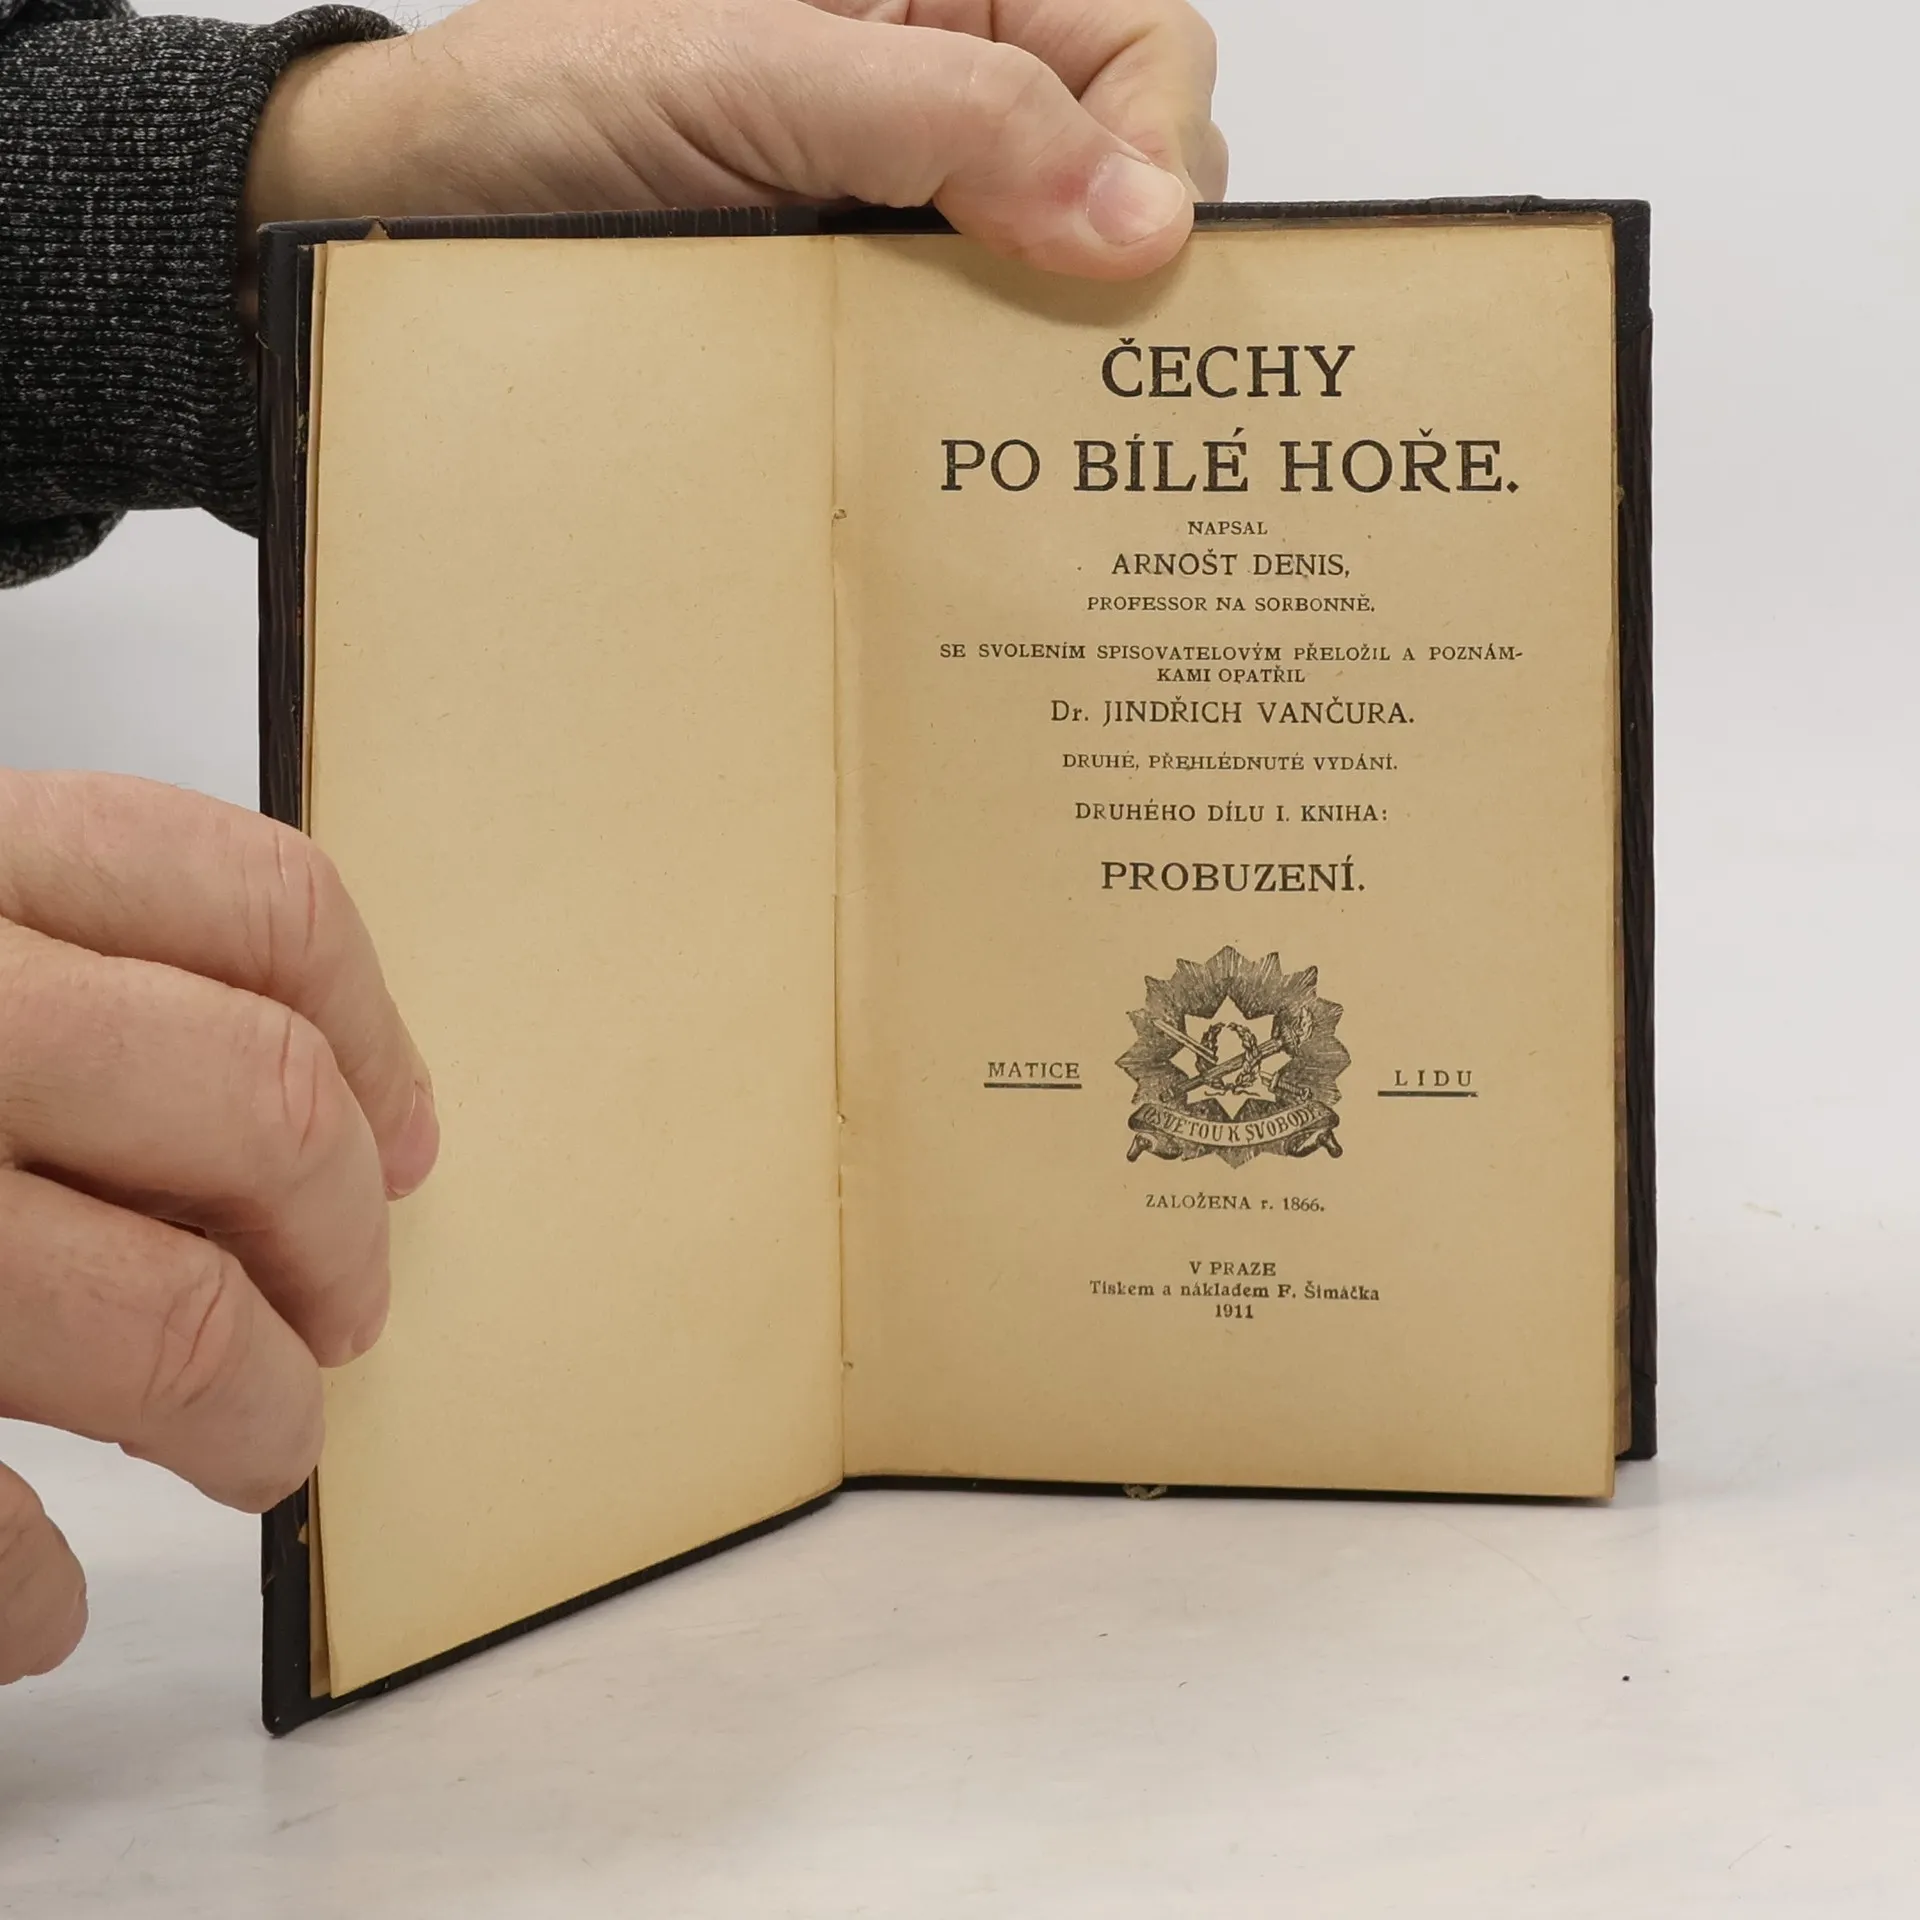 ČECHY
PO BÍLÉ HOŘE.
NAPSAL
ARNOŠT DENIS,
PROFESSOR NA SORBONNĚ.
SE SVOLENÍM SPISOVATELOVÝM PŘELOŽIL A POZNÁM-
KAMI OPATŘIL
Dr. JINDŘICH VANČURA.
DRUHÉ, PŘEHLÉDNUTÉ VYDÁNÍ.
DRUHÉHO DÍLU I. KNIHA:
PROBUZENÍ.
MATICE
LIDU
OSVĚTOU K SVOBODĚ.
ZALOŽENA r. 1866.
V PRAZE
Tiskem a nákladem F. Šimáčka
1911